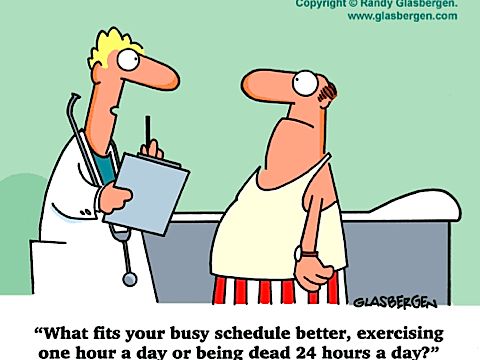 Copyright © Randy Glasbergen.
www.glasbergen.com
GLASBERGEN
“What fits your busy schedule better, exercising
one hour a day or being dead 24 hours a day?”